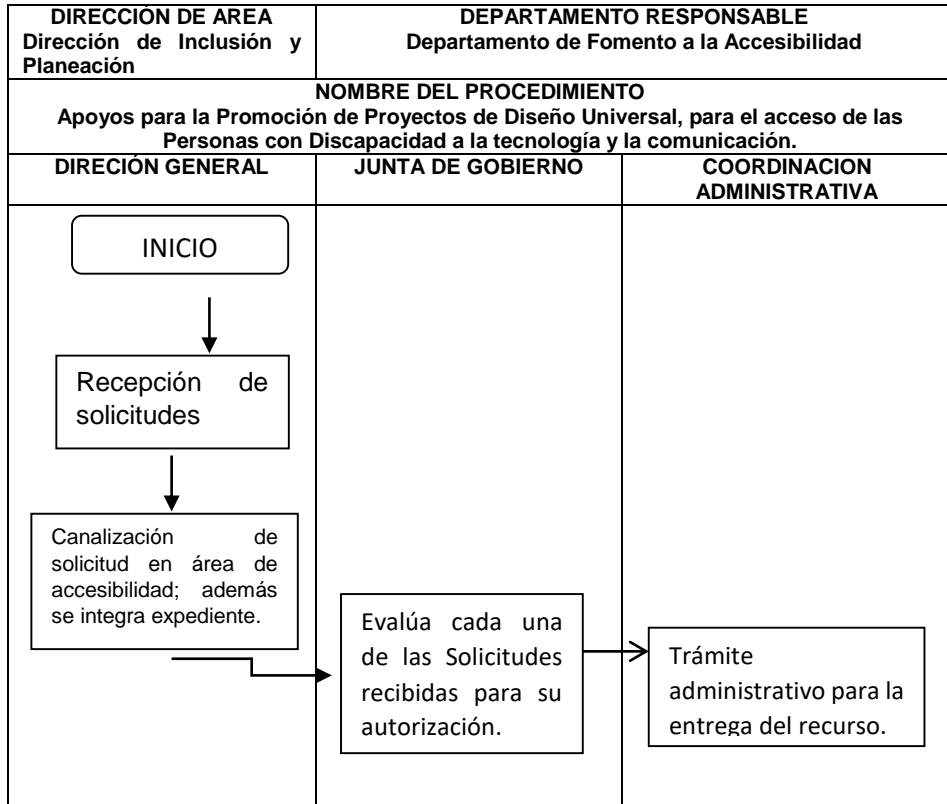 DIRECCIÓN DE AREA
Dirección de Inclusión y
Planeación
DEPARTAMENTO RESPONSABLE
Departamento de Fomento a la Accesibilidad
NOMBRE DEL PROCEDIMIENTO
Apoyos para la Promoción de Proyectos de Diseño Universal, para el acceso de las
Personas con Discapacidad a la tecnología y la comunicación.
DIRECIÓN GENERAL
JUNTA DE GOBIERNO
COORDINACION
ADMINISTRATIVA
INICIO
Recepción de
solicitudes
Canalización de
solicitud en área de
accesibilidad; además
se integra expediente.
Evalúa cada una
de las Solicitudes
recibidas para su
autorización.
Trámite
administrativo para la
entrega del recurso.